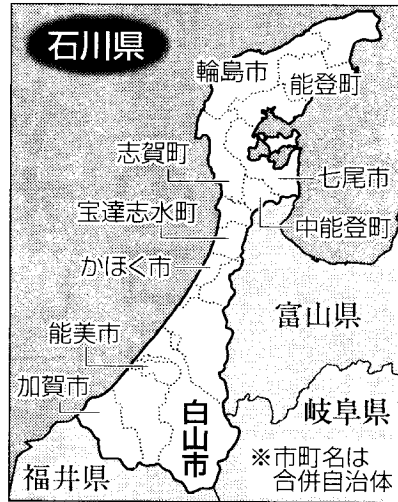 石川県
輪島市
能登町
志賀町
七尾市
宝達志水町
中能登町
かほく市
富山県
能美市
加賀市
白山市
岐阜県
福井県
※市町名は
合併自治体